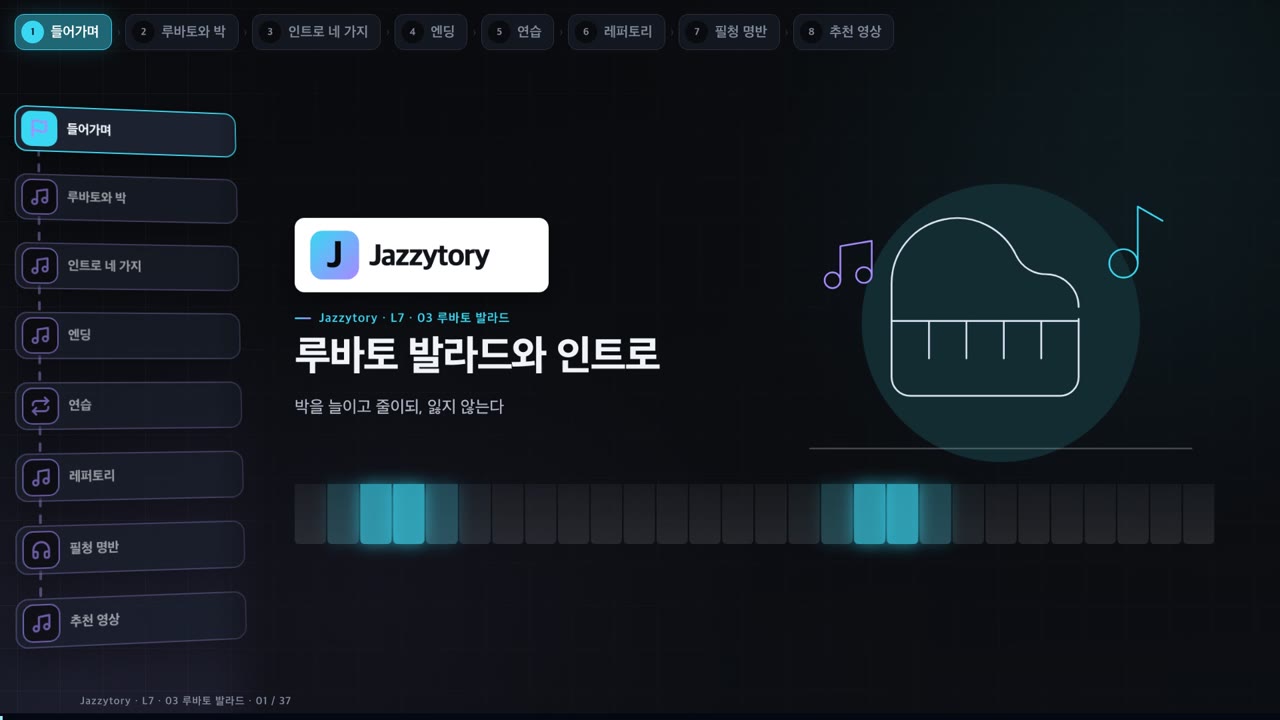 1 들어가며
2 루바토와 박
3 인트로 네 가지
4 엔딩
5 연습
6 레퍼토리
7 필청 명반
8 추천 영상
들어가며
루바토와 박
인트로 네 가지
엔딩
연습
레퍼토리
필청 명반
추천 영상
J Jazzytory
Jazzytory · L7 · 03 루바토 발라드
루바토 발라드와 인트로
박을 늘이고 줄이되, 잃지 않는다
Jazzytory · L7 · 03 루바토 발라드 · 01 / 37